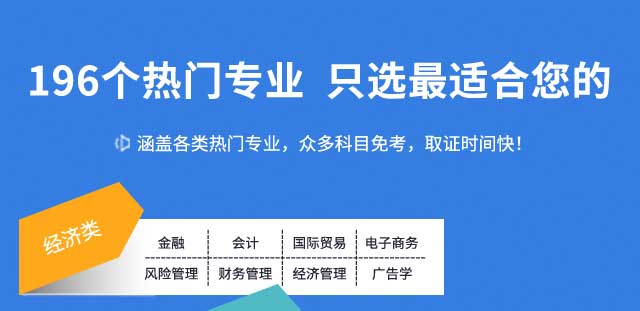 196个热门专业 只选最适合您的
涵盖各类热门专业，众多科目免考，取证时间快！
经济类
金融 会计 国际贸易 电子商务
风险管理 财务管理 经济管理 广告学